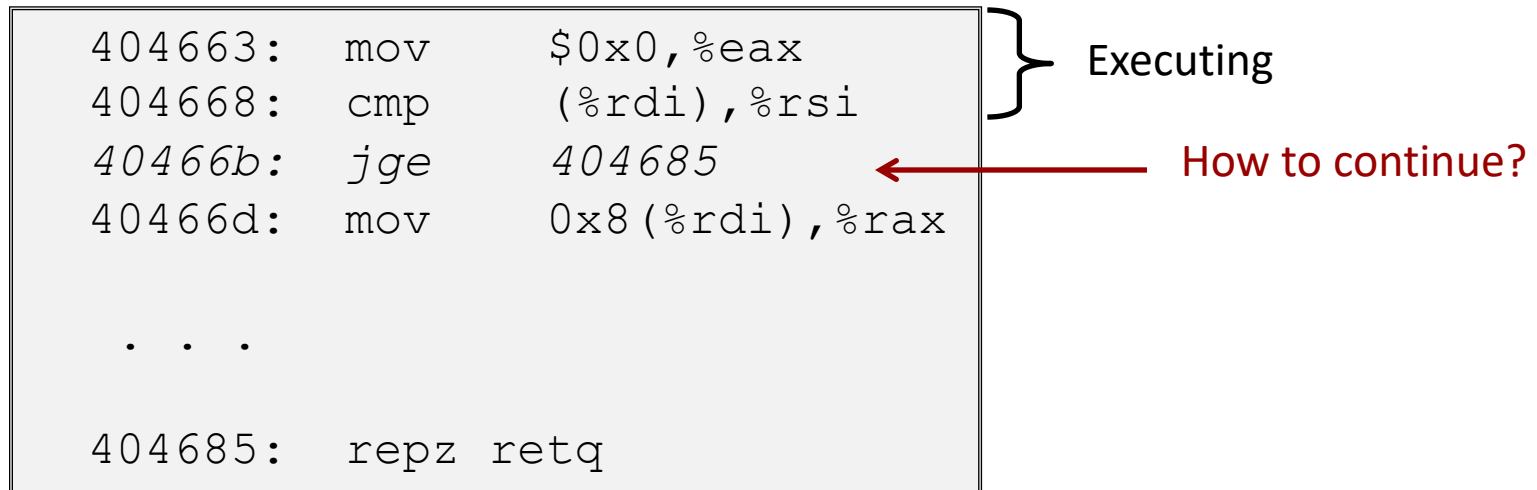 404663: mov $0x0,%eax
Executing
404668: cmp (%rdi),%rsi
40466b: jge 404685
How to continue?
40466d: mov 0x8(%rdi),%rax
. . .
404685: repz retq